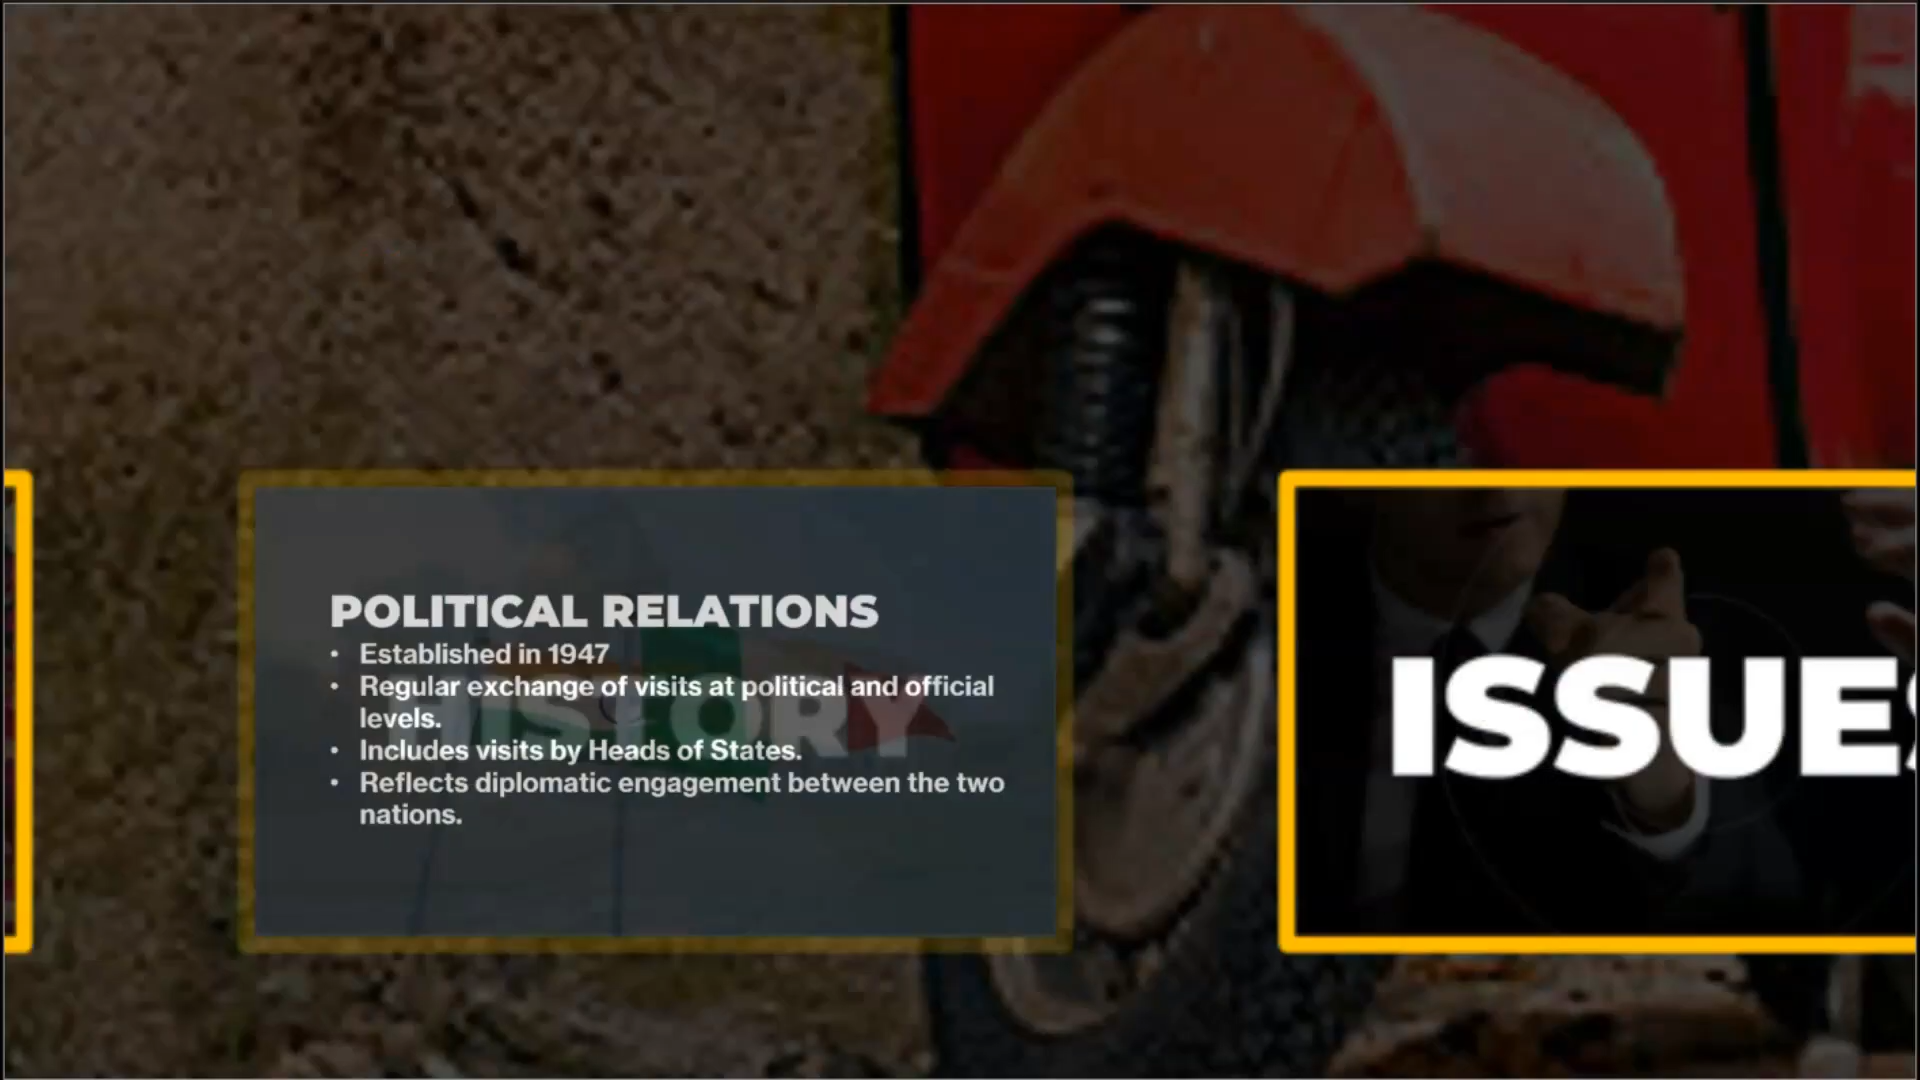 POLITICAL RELATIONS
• Established in 1947
• Regular exchange of visits at political and official
levels.
• Includes visits by Heads of States.
• Reflects diplomatic engagement between the two
nations.
HISTORY
ISSUES